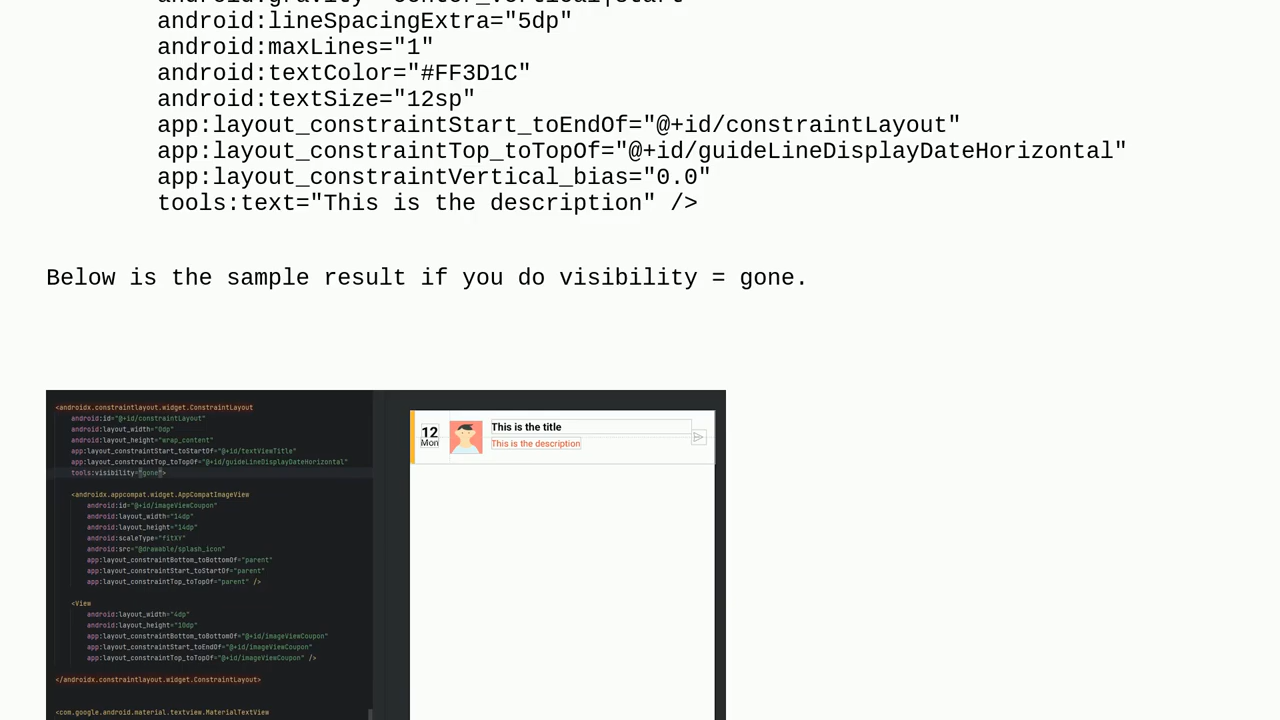 android:lineSpacingExtra="5dp"
android:maxLines="1"
android:textColor="#FF3D1C"
android:textSize="12sp"
app:layout_constraintStart_toEndOf="@+id/constraintLayout"
app:layout_constraintTop_toTopOf="@+id/guideLineDisplayDateHorizontal"
app:layout_constraintVertical_bias="0.0"
tools:text="This is the description" />
Below is the sample result if you do visibility = gone.
<androidx.constraintlayout.widget.ConstraintLayout
android:id="@+id/constraintLayout"
android:layout_width="0dp"
android:layout_height="wrap_content"
app:layout_constraintStart_toStartOf="@+id/textViewTitle"
app:layout_constraintTop_toTopOf="@+id/guideLineDisplayDateHorizontal"
tools:visibility="gone">
<androidx.appcompat.widget.AppCompatImageView
android:id="@+id/imageViewCoupon"
android:layout_width="14dp"
android:layout_height="14dp"
android:scaleType="fitXY"
android:src="@drawable/splash_icon"
app:layout_constraintBottom_toBottomOf="parent"
app:layout_constraintStart_toStartOf="parent"
app:layout_constraintTop_toTopOf="parent" />
<View
android:layout_width="4dp"
android:layout_height="10dp"
app:layout_constraintBottom_toBottomOf="@+id/imageViewCoupon"
app:layout_constraintStart_toEndOf="@+id/imageViewCoupon"
app:layout_constraintTop_toTopOf="@+id/imageViewCoupon" />
</androidx.constraintlayout.widget.ConstraintLayout>
<com.google.android.material.textview.MaterialTextView
12
Mon
This is the title
This is the description